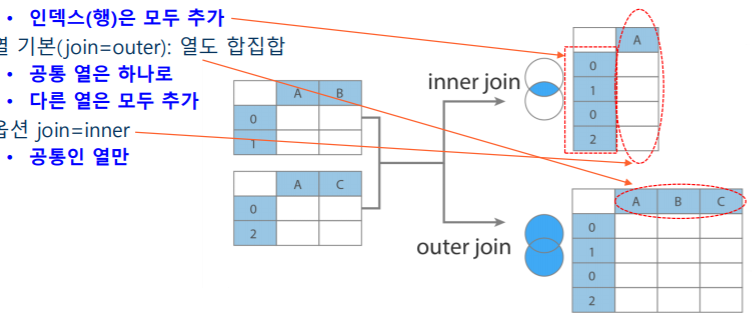 • 인덱스(행)은 모두 추가
열 기본(join=outer): 열도 합집합
• 공통 열은 하나로
• 다른 열은 모두 추가
옵션 join=inner
• 공통인 열만
A B
0
1
A C
0
2
inner join
A
0
1
0
2
outer join
A B C
0
1
0
2